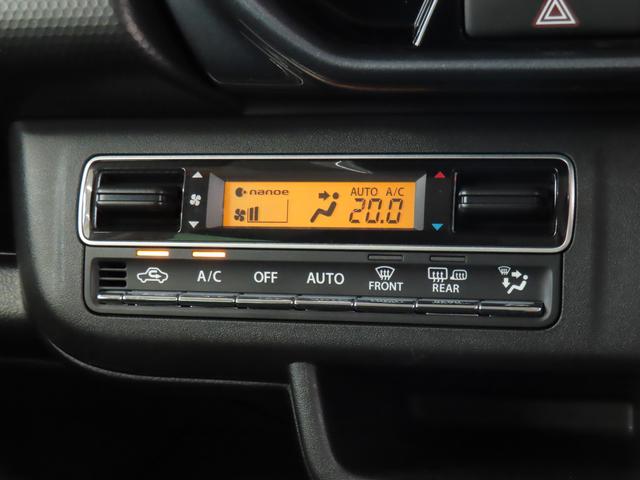 nanoe
AUTO A/C
20.0
A/C OFF AUTO FRONT REAR